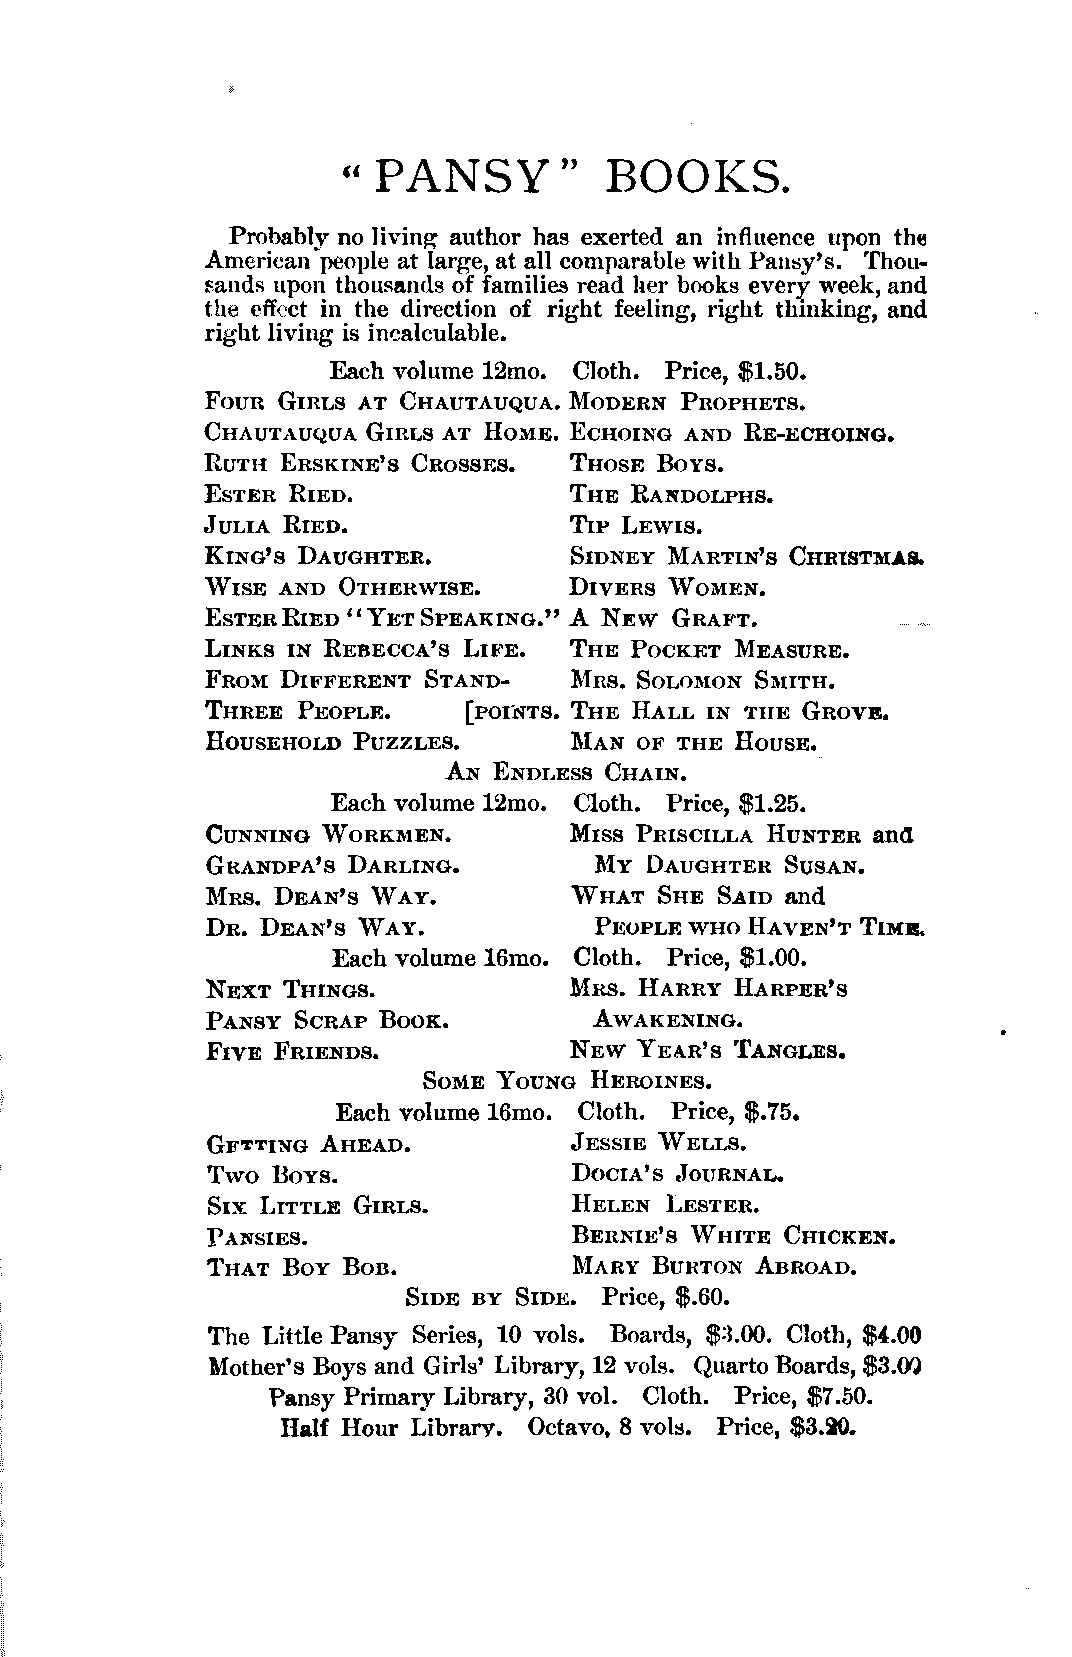 “PANSY” BOOKS.
Probably no living author has exerted an influence upon the
American people at large, at all comparable with Pansy’s. Thou-
sands upon thousands of families read her books every week, and
the effect in the direction of right feeling, right thinking, and
right living is incalculable.
Each volume 12mo. Cloth. Price, $1.50.
FOUR GIRLS AT CHAUTAUQUA. MODERN PROPHETS.
CHAUTAUQUA GIRLS AT HOME. ECHOING AND RE-ECHOING.
RUTH ERSKINE’S CROSSES. THOSE BOYS.
ESTER RIED. THE RANDOLPHS.
JULIA RIED. TIP LEWIS.
KING’S DAUGHTER. SIDNEY MARTIN’S CHRISTMAS.
WISE AND OTHERWISE. DIVERS WOMEN.
ESTER RIED “YET SPEAKING.” A NEW GRAFT.
LINKS IN REBECCA’S LIFE. THE POCKET MEASURE.
FROM DIFFERENT STAND- MRS. SOLOMON SMITH.
THREE PEOPLE. [POINTS. THE HALL IN THE GROVE.
HOUSEHOLD PUZZLES. MAN OF THE HOUSE.
AN ENDLESS CHAIN.
Each volume 12mo. Cloth. Price, $1.25.
CUNNING WORKMEN. MISS PRISCILLA HUNTER and
GRANDPA’S DARLING. MY DAUGHTER SUSAN.
MRS. DEAN’S WAY. WHAT SHE SAID and
DR. DEAN’S WAY. PEOPLE WHO HAVEN’T TIME.
Each volume 16mo. Cloth. Price, $1.00.
NEXT THINGS. MRS. HARRY HARPER’S
PANSY SCRAP BOOK. AWAKENING.
FIVE FRIENDS. NEW YEAR’S TANGLES.
SOME YOUNG HEROINES.
Each volume 16mo. Cloth. Price, $.75.
GETTING AHEAD. JESSIE WELLS.
TWO BOYS. DOCIA’S JOURNAL.
SIX LITTLE GIRLS. HELEN LESTER.
PANSIES. BERNIE’S WHITE CHICKEN.
THAT BOY BOB. MARY BURTON ABROAD.
SIDE BY SIDE. Price, $.60.
The Little Pansy Series, 10 vols. Boards, $3.00. Cloth, $4.00
Mother’s Boys and Girls’ Library, 12 vols. Quarto Boards, $3.00
Pansy Primary Library, 30 vol. Cloth. Price, $7.50.
Half Hour Library. Octavo, 8 vols. Price, $3.20.